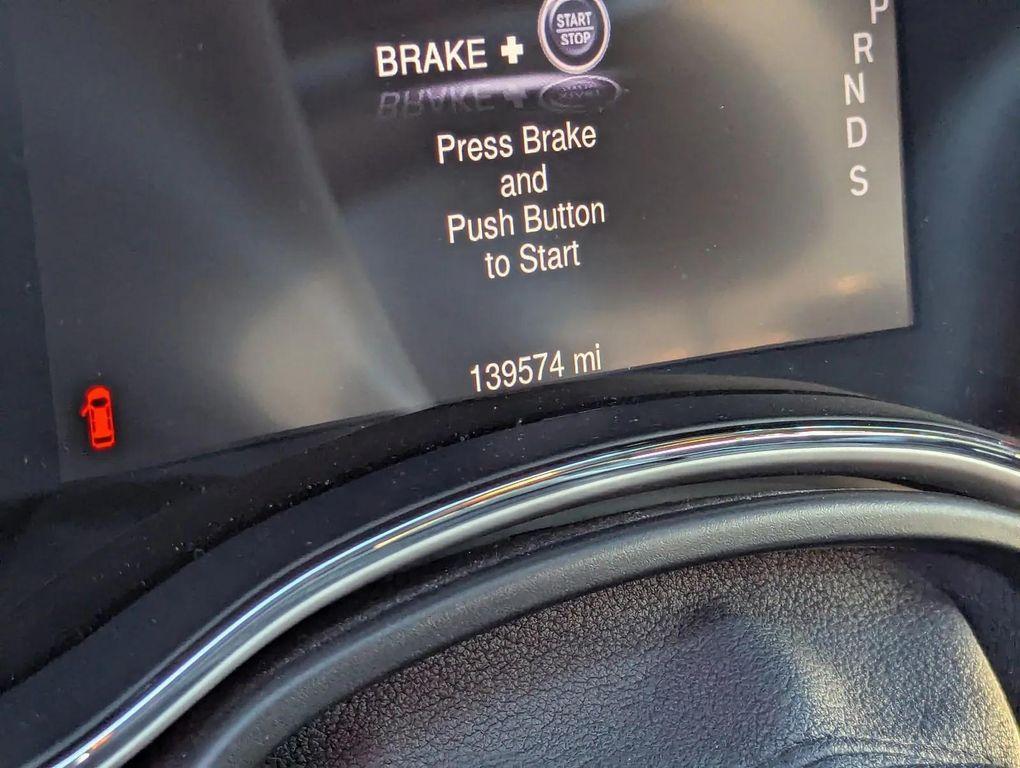 START
STOP
BRAKE +
Press Brake
and
Push Button
to Start
139574 mi
P
R
N
D
S